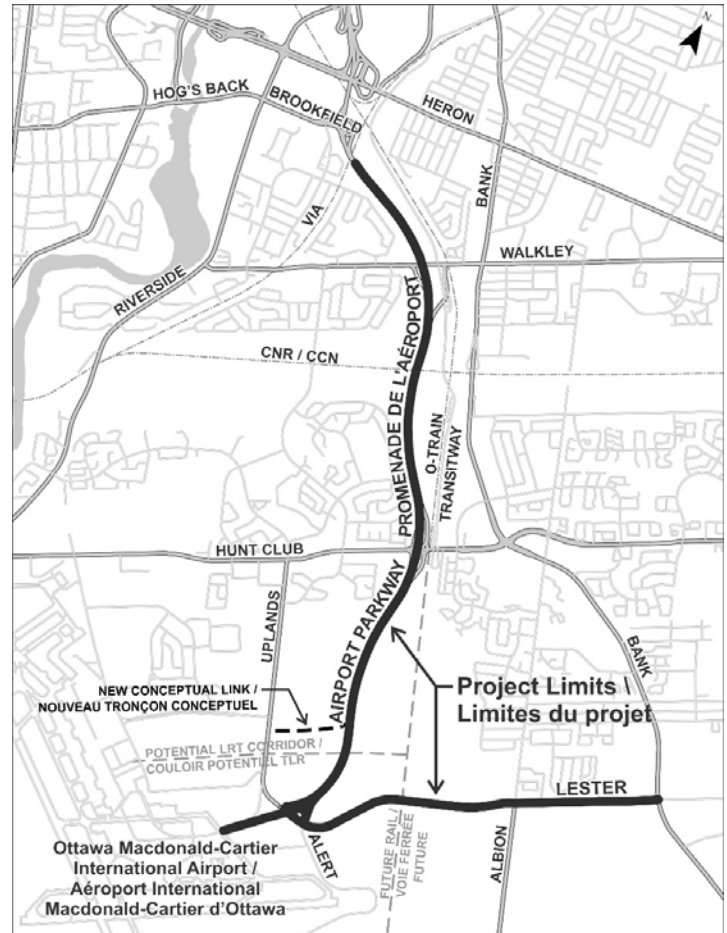 N
HOG'S BACK
BROOKFIELD
HERON
BANK
VIA
WALKLEY
RIVERSIDE
PROMENADE DE L'AÉROPORT
CNR / CCN
O-TRAIN
TRANSITWAY
HUNT CLUB
UPLANDS
AIRPORT PARKWAY
BANK
NEW CONCEPTUAL LINK /
NOUVEAU TRONÇON CONCEPTUEL
Project Limits \
Limites du projet
POTENTIAL LRT CORRIDOR /
COULOIR POTENTIEL TLR
LESTER
ALERT
FUTURE RAIL /
VOIE FERRÉE
FUTURE
ALBION
Ottawa Macdonald-Cartier
International Airport /
Aéroport International
Macdonald-Cartier d'Ottawa